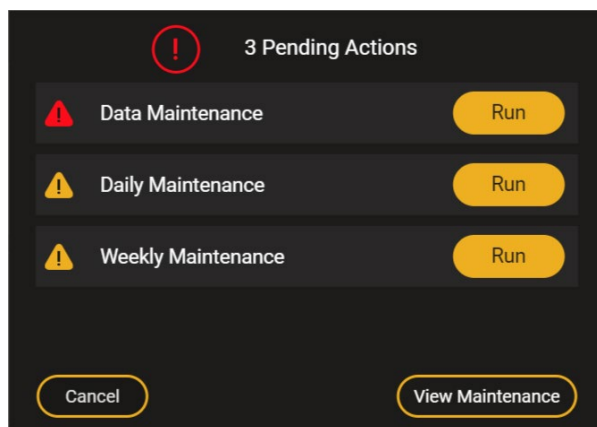 3 Pending Actions
Data Maintenance Run
Daily Maintenance Run
Weekly Maintenance Run
Cancel View Maintenance